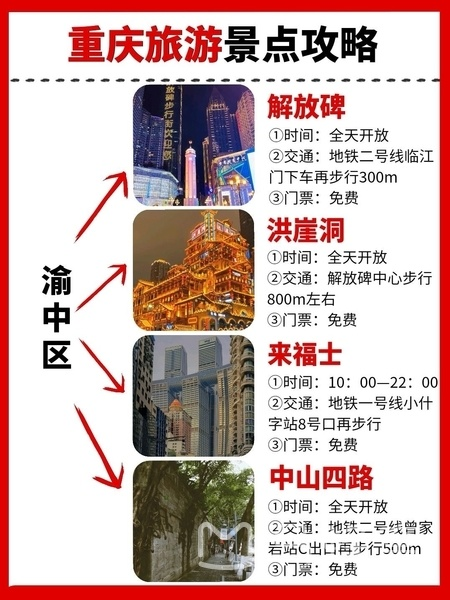 重庆旅游景点攻略
渝中区
解放碑
①时间：全天开放
②交通：地铁二号线临江
门下车再步行300m
③门票：免费
洪崖洞
①时间：全天开放
②交通：解放碑中心步行
800m左右
③门票：免费
来福士
①时间：10：00—22：00
②交通：地铁一号线小什
字站8号口再步行
③门票：免费
中山四路
①时间：全天开放
②交通：地铁二号线曾家
岩站C出口再步行500m
③门票：免费